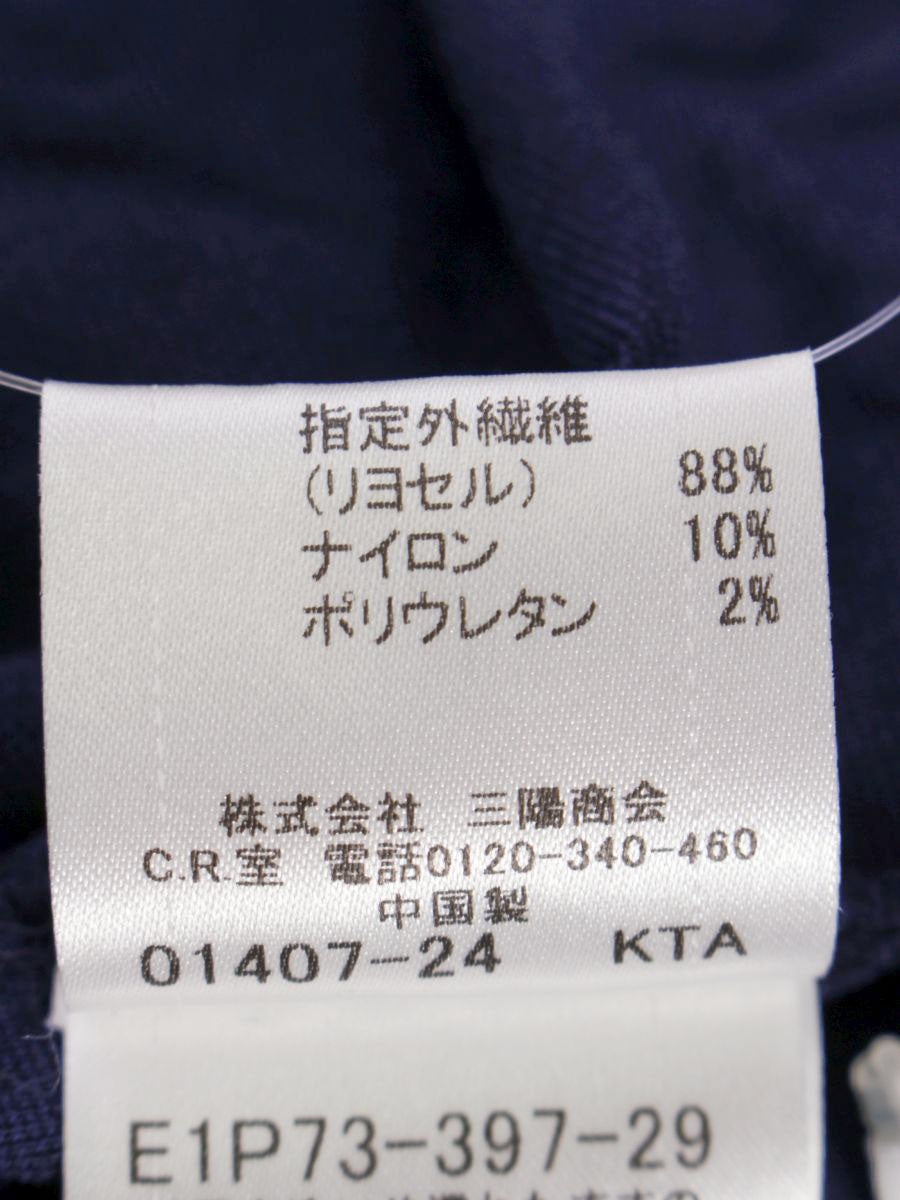 指定外繊維
(リヨセル) 88%
ナイロン 10%
ポリウレタン 2%
株式会社 三陽商会
C.R.室 電話0120-340-460
中国製
01407-24 KTA
E1P73-397-29